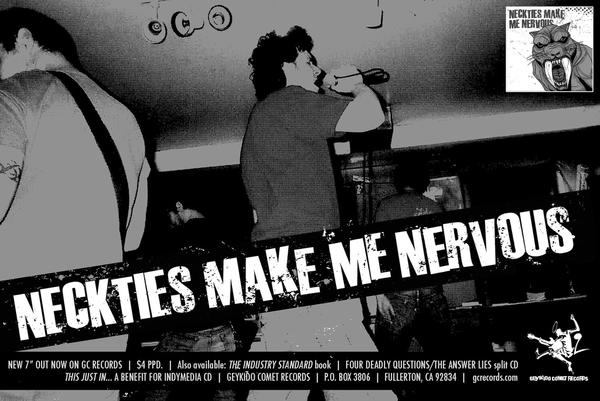 NECKTIES MAKE
ME NERVOUS
NECKTIES MAKE ME NERVOUS
NEW 7" OUT NOW ON GC RECORDS | $4 PPD. | Also available: THE INDUSTRY STANDARD book | FOUR DEADLY QUESTIONS/THE ANSWER LIES split CD
THIS JUST IN... A BENEFIT FOR INDYMEDIA CD | GEYKIDO COMET RECORDS | P.O. BOX 3806 | FULLERTON, CA 92834 | gcrecords.com
GEYKIDO COMET RECORDS